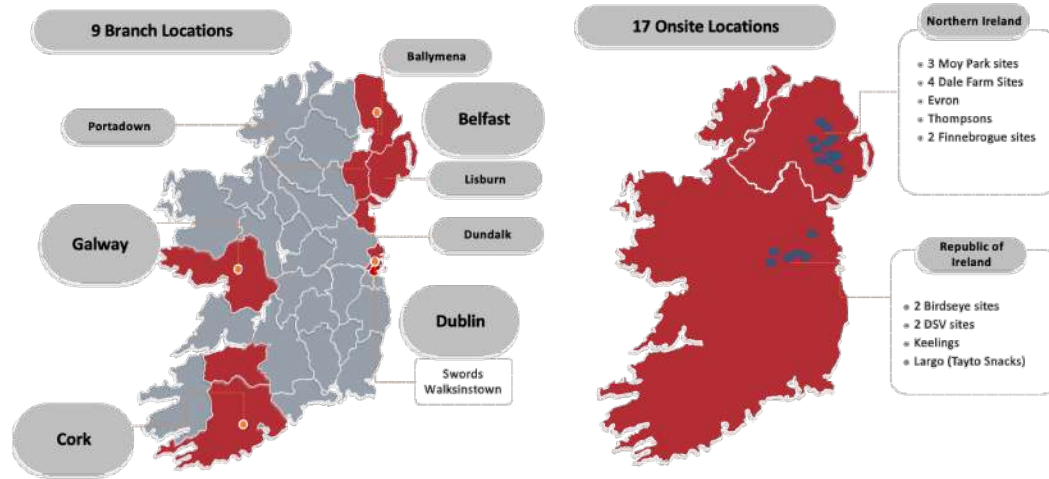 9 Branch Locations
Ballymena
Portadown
Belfast
Lisburn
Galway
Dundalk
Dublin
Swords
Walksinstown
Cork
17 Onsite Locations
Northern Ireland
3 Moy Park sites
4 Dale Farm Sites
Evron
Thompsons
2 Finnebrogue sites
Republic of
Ireland
2 Birdseye sites
2 DSV sites
Keelings
Largo (Tayto Snacks)